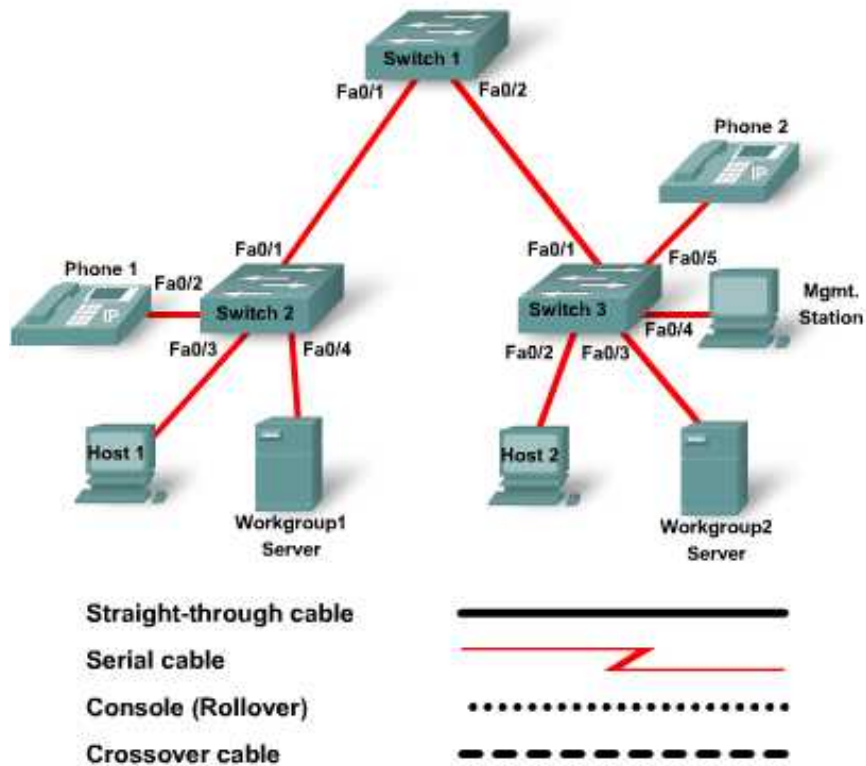 Switch 1
Fa0/1
Fa0/2
Phone 2
IP
Fa0/1
Fa0/1
Fa0/5
Phone 1
Fa0/2
IP
Switch 2
Switch 3
Mgmt.
Station
Fa0/4
Fa0/3
Fa0/4
Fa0/2
Fa0/3
Host 1
Host 2
Workgroup1
Server
Workgroup2
Server
Straight-through cable
Serial cable
Console (Rollover)
Crossover cable